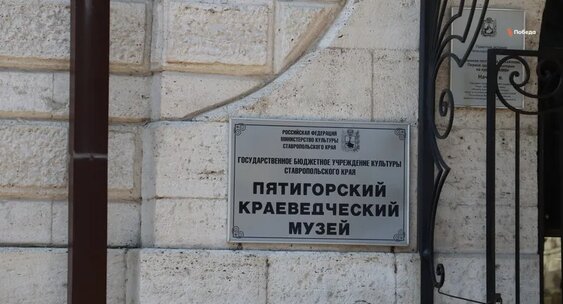 Победа
РОССИЙСКАЯ ФЕДЕРАЦИЯ
МИНИСТЕРСТВО КУЛЬТУРЫ
СТАВРОПОЛЬСКОГО КРАЯ
ГОСУДАРСТВЕННОЕ БЮДЖЕТНОЕ УЧРЕЖДЕНИЕ КУЛЬТУРЫ
СТАВРОПОЛЬСКОГО КРАЯ
ПЯТИГОРСКИЙ
КРАЕВЕДЧЕСКИЙ
МУЗЕЙ